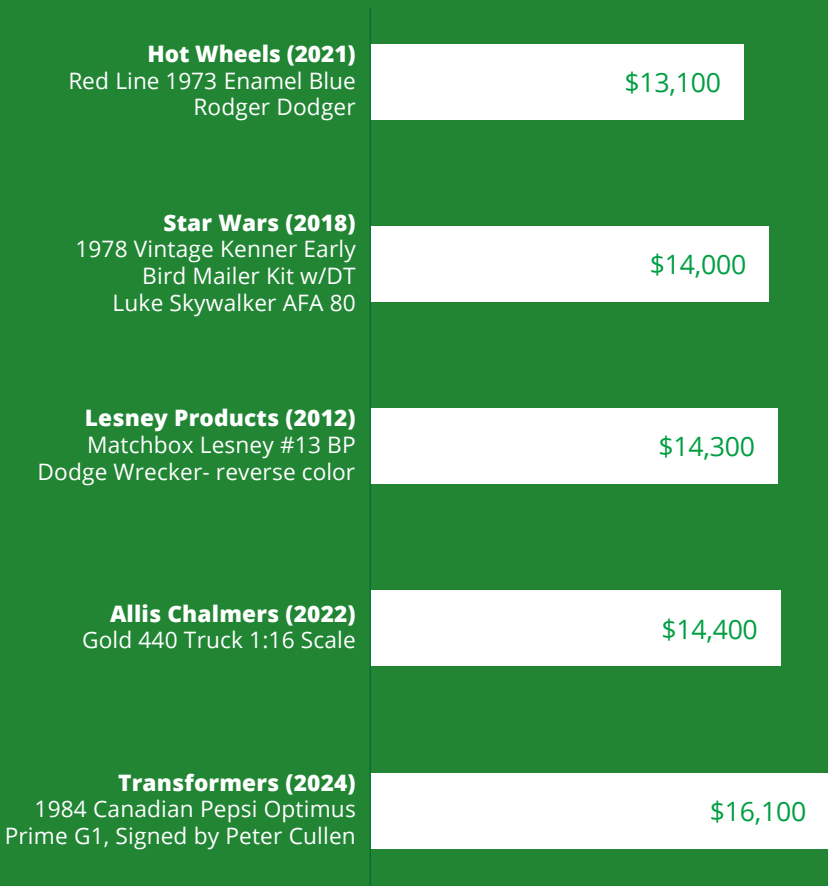 Hot Wheels (2021)
Red Line 1973 Enamel Blue
Rodger Dodger
$13,100
Star Wars (2018)
1978 Vintage Kenner Early
Bird Mailer Kit w/DT
Luke Skywalker AFA 80
$14,000
Lesney Products (2012)
Matchbox Lesney #13 BP
Dodge Wrecker- reverse color
$14,300
Allis Chalmers (2022)
Gold 440 Truck 1:16 Scale
$14,400
Transformers (2024)
1984 Canadian Pepsi Optimus
Prime G1, Signed by Peter Cullen
$16,100